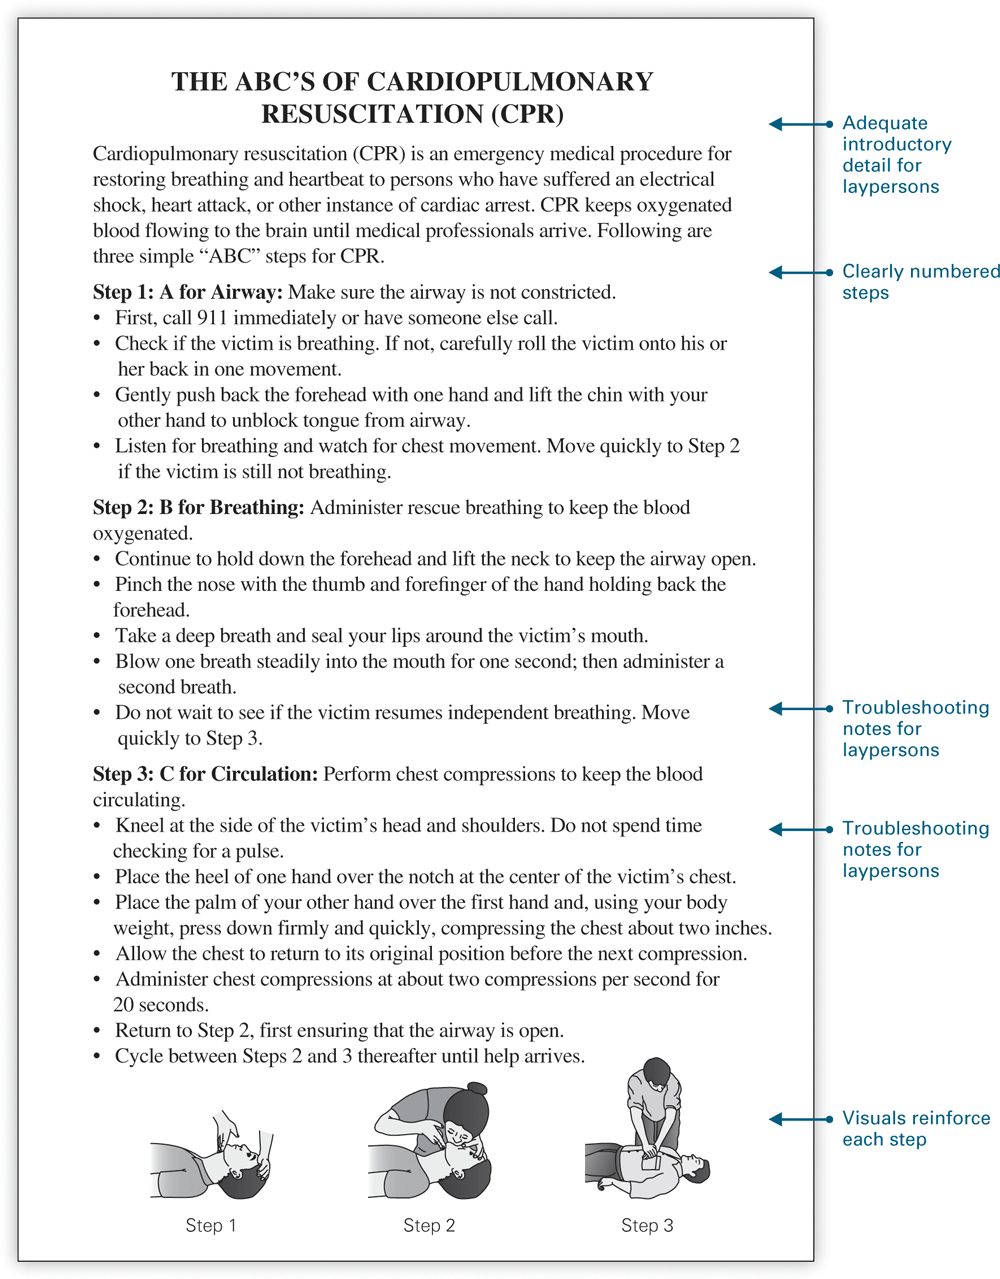 THE ABC’S OF CARDIOPULMONARY
RESUSCITATION (CPR)
Cardiopulmonary resuscitation (CPR) is an emergency medical procedure for
restoring breathing and heartbeat to persons who have suffered an electrical
shock, heart attack, or other instance of cardiac arrest. CPR keeps oxygenated
blood flowing to the brain until medical professionals arrive. Following are
three simple “ABC” steps for CPR.
Step 1: A for Airway: Make sure the airway is not constricted.
• First, call 911 immediately or have someone else call.
• Check if the victim is breathing. If not, carefully roll the victim onto his or
her back in one movement.
• Gently push back the forehead with one hand and lift the chin with your
other hand to unblock tongue from airway.
• Listen for breathing and watch for chest movement. Move quickly to Step 2
if the victim is still not breathing.
Step 2: B for Breathing: Administer rescue breathing to keep the blood
oxygenated.
• Continue to hold down the forehead and lift the neck to keep the airway open.
• Pinch the nose with the thumb and forefinger of the hand holding back the
forehead.
• Take a deep breath and seal your lips around the victim’s mouth.
• Blow one breath steadily into the mouth for one second; then administer a
second breath.
• Do not wait to see if the victim resumes independent breathing. Move
quickly to Step 3.
Step 3: C for Circulation: Perform chest compressions to keep the blood
circulating.
• Kneel at the side of the victim’s head and shoulders. Do not spend time
checking for a pulse.
• Place the heel of one hand over the notch at the center of the victim’s chest.
• Place the palm of your other hand over the first hand and, using your body
weight, press down firmly and quickly, compressing the chest about two inches.
• Allow the chest to return to its original position before the next compression.
• Administer chest compressions at about two compressions per second for
20 seconds.
• Return to Step 2, first ensuring that the airway is open.
• Cycle between Steps 2 and 3 thereafter until help arrives.
Step 1
Step 2
Step 3
Adequate
introductory
detail for
laypersons
Clearly numbered
steps
Troubleshooting
notes for
laypersons
Troubleshooting
notes for
laypersons
Visuals reinforce
each step